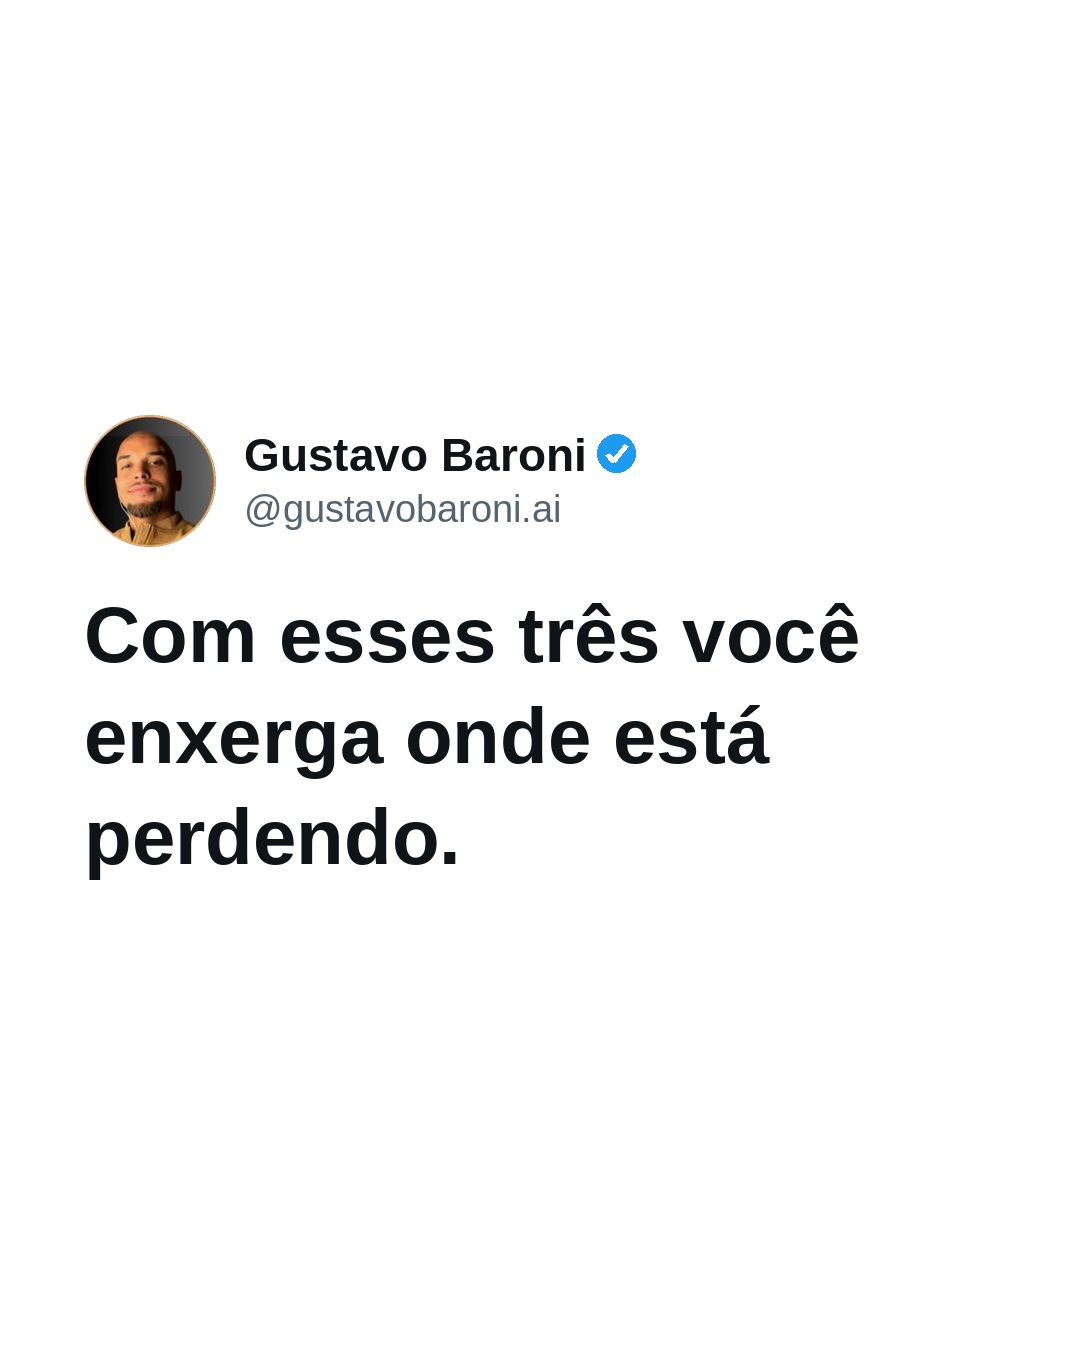 Gustavo Baroni
@gustavobaroni.ai
Com esses três você
enxerga onde está
perdendo.